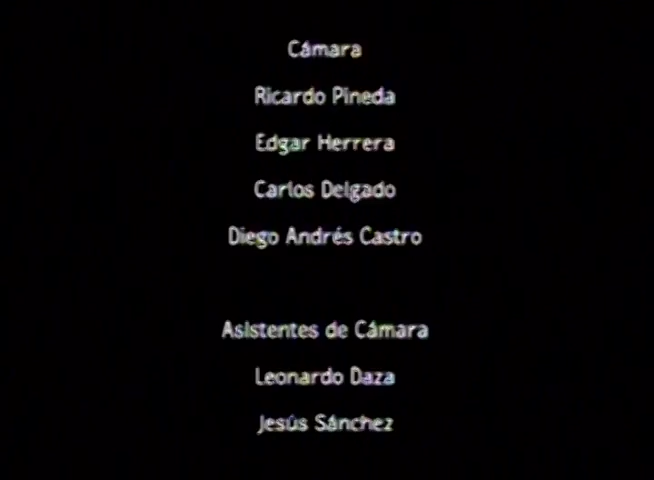 Cámara
Ricardo Pineda
Edgar Herrera
Carlos Delgado
Diego Andrés Castro
Asistentes de Cámara
Leonardo Daza
Jesús Sánchez